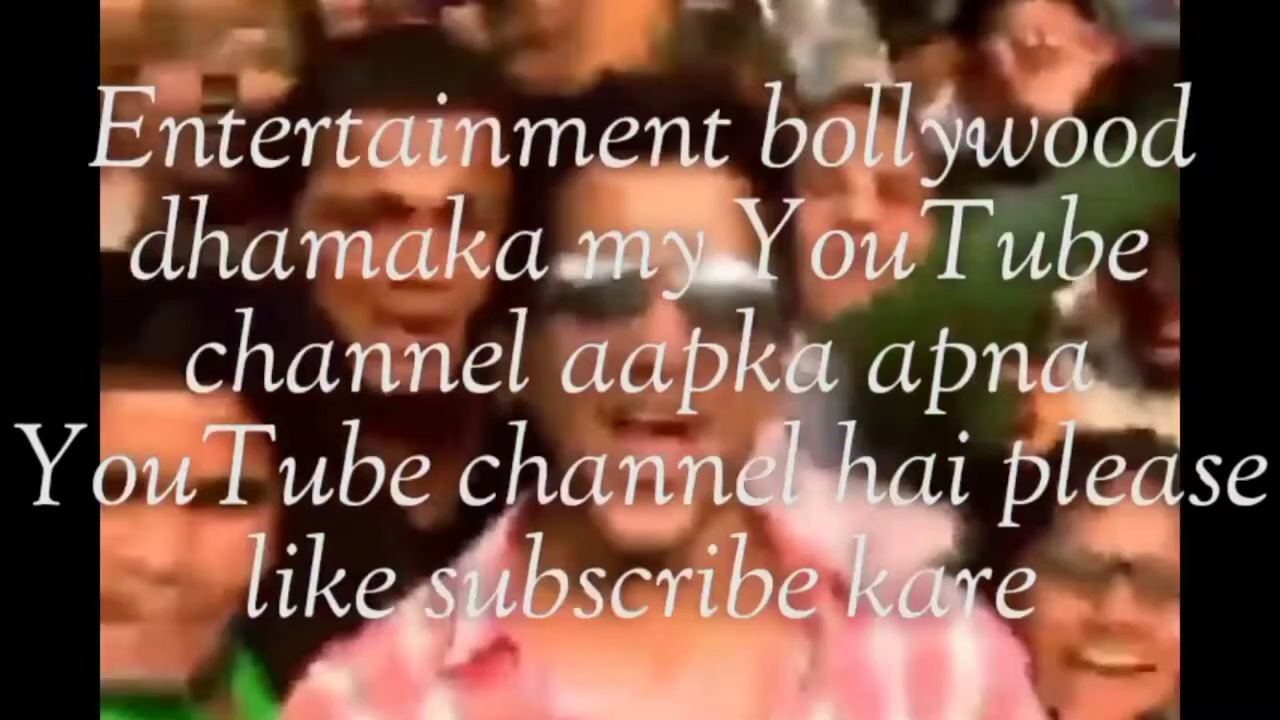 Entertainment bollywood
dhamaka my YouTube
channel aapka apna
YouTube channel hai please
like subscribe kare